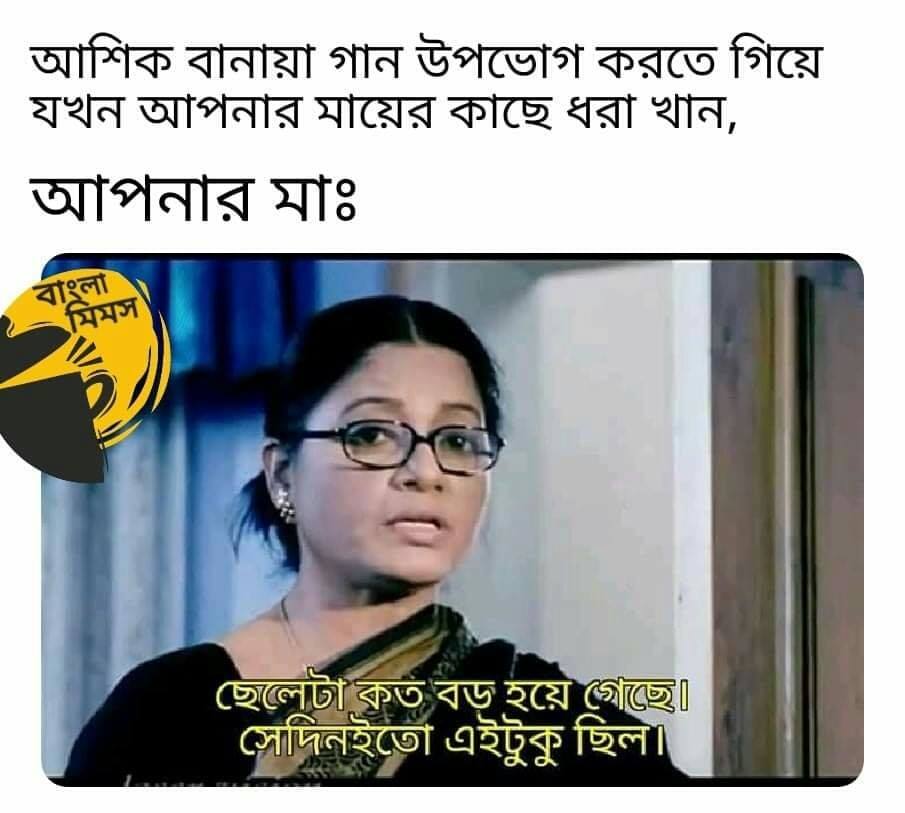 আশিক বানায়া গান উপভোগ করতে গিয়ে
যখন আপনার মায়ের কাছে ধরা খান,
আপনার মাঃ
বাংলা
মিমস
ছেলেটা কত বড় হয়ে গেছে।
সেদিনইতো এইটুকু ছিল।